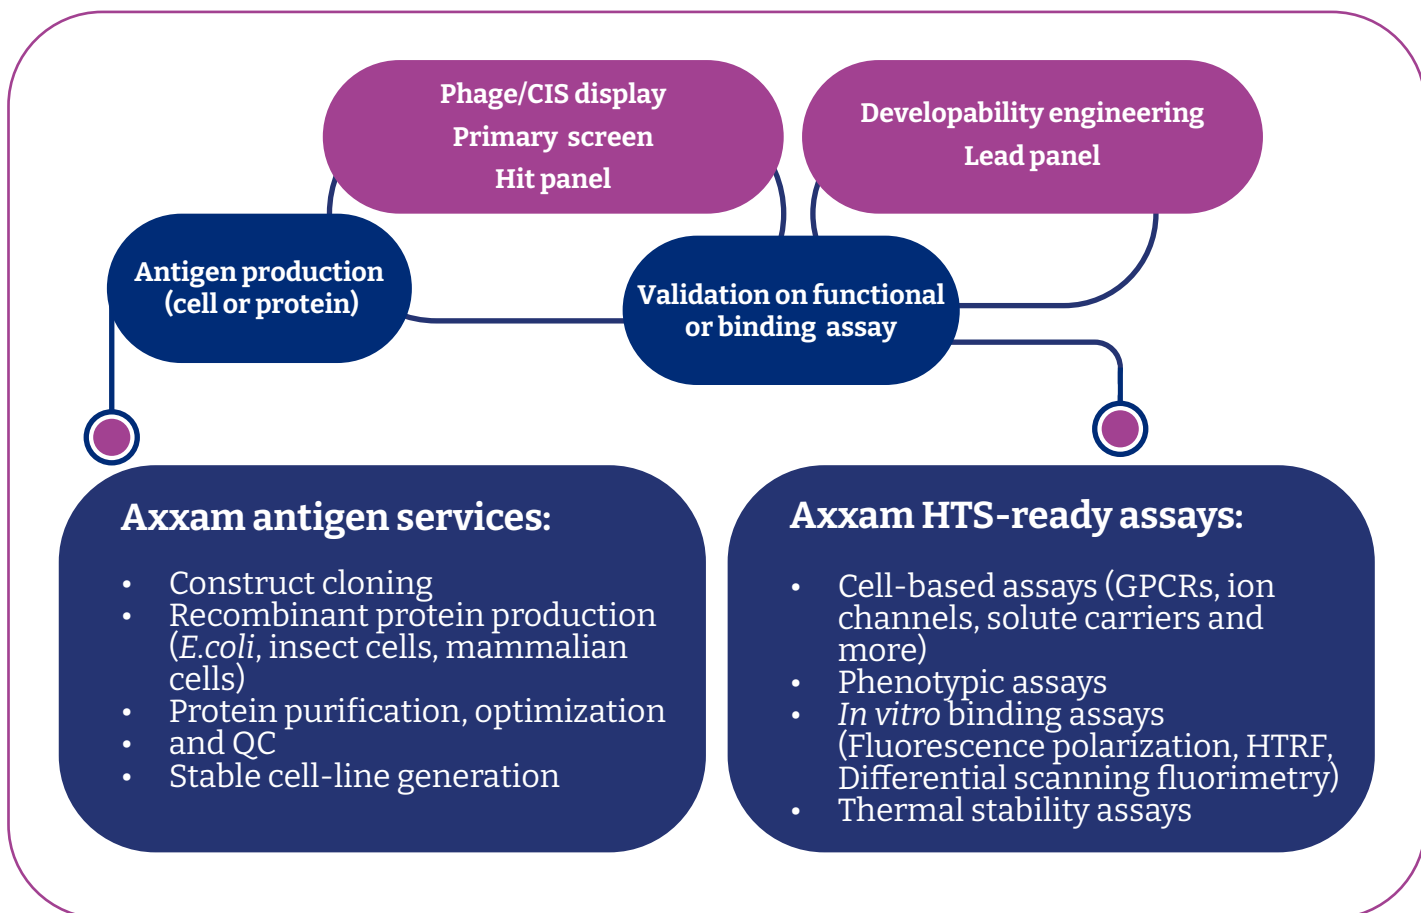 Phage/CIS display
Primary screen
Hit panel
Developability engineering
Lead panel
Antigen production
(cell or protein)
Validation on functional
or binding assay
Axxam antigen services:
• Construct cloning
• Recombinant protein production
(E.coli, insect cells, mammalian
cells)
• Protein purification, optimization
• and QC
• Stable cell-line generation
Axxam HTS-ready assays:
• Cell-based assays (GPCRs, ion
channels, solute carriers and
more)
• Phenotypic assays
• In vitro binding assays
(Fluorescence polarization, HTRF,
Differential scanning fluorimetry)
• Thermal stability assays